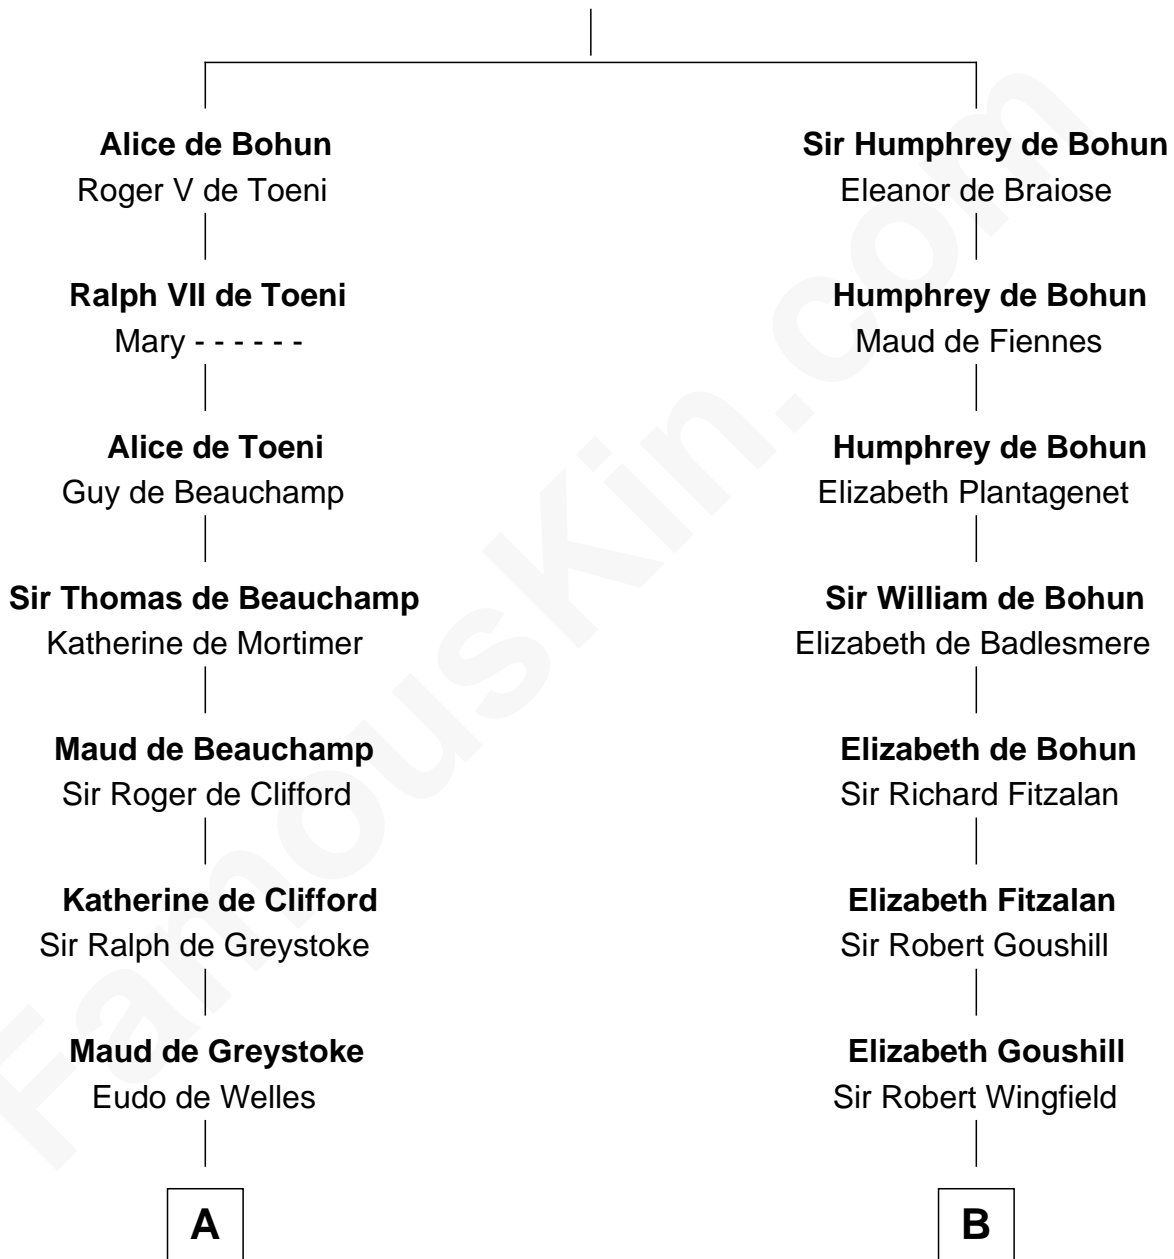 Alice de Bohun
Roger V de Toeni
Sir Humphrey de Bohun
Eleanor de Braiose
Ralph VII de Toeni
Mary - - - - - -
Humphrey de Bohun
Maud de Fiennes
Alice de Toeni
Guy de Beauchamp
Humphrey de Bohun
Elizabeth Plantagenet
Sir Thomas de Beauchamp
Katherine de Mortimer
Sir William de Bohun
Elizabeth de Badlesmere
Maud de Beauchamp
Sir Roger de Clifford
Elizabeth de Bohun
Sir Richard Fitzalan
Katherine de Clifford
Sir Ralph de Greystoke
Elizabeth Fitzalan
Sir Robert Goushill
Maud de Greystoke
Eudo de Welles
Elizabeth Goushill
Sir Robert Wingfield
A
B
FamousKin.com